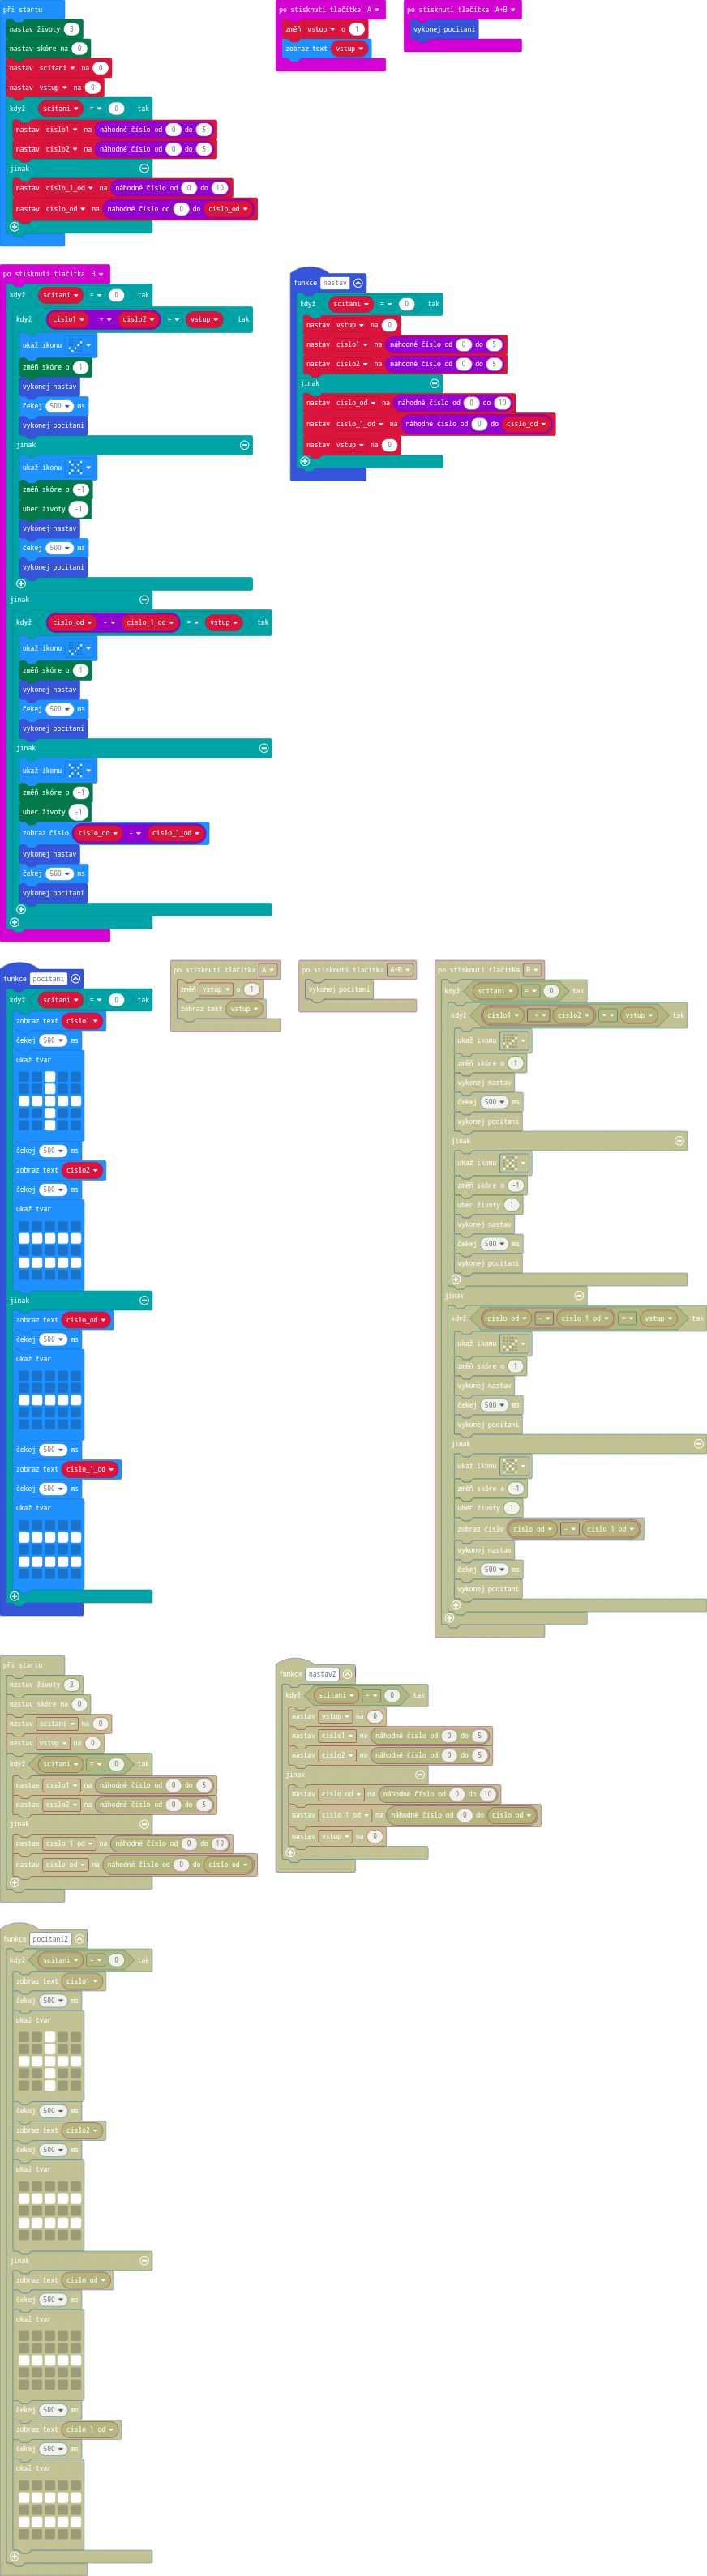 při startu
nastav životy 3
nastav skóre na 0
nastav scitani na 0
nastav vstup na 0
když scitani = 0 tak
nastav cislo1 na náhodné číslo od 0 do 5
nastav cislo2 na náhodné číslo od 0 do 5
jinak
nastav cislo_1_od na náhodné číslo od 0 do 10
nastav cislo_od na náhodné číslo od 0 do cislo_od
po stisknutí tlačítka A
změň vstup o 1
zobraz text vstup
po stisknutí tlačítka A+B
vykonej pocitani
po stisknutí tlačítka B
když scitani = 0 tak
když cislo1 + cislo2 = vstup tak
ukaž ikonu
změň skóre o 1
vykonej nastav
čekej 500 ms
vykonej pocitani
jinak
ukaž ikonu
změň skóre o -1
uber životy -1
vykonej nastav
čekej 500 ms
vykonej pocitani
jinak
když cislo_od - cislo_1_od = vstup tak
ukaž ikonu
změň skóre o 1
vykonej nastav
čekej 500 ms
vykonej pocitani
jinak
ukaž ikonu
změň skóre o -1
uber životy -1
zobraz číslo cislo_od - cislo_1_od
vykonej nastav
čekej 500 ms
vykonej pocitani
funkce nastav
když scitani = 0 tak
nastav vstup na 0
nastav cislo1 na náhodné číslo od 0 do 5
nastav cislo2 na náhodné číslo od 0 do 5
jinak
nastav cislo_od na náhodné číslo od 0 do 10
nastav cislo_1_od na náhodné číslo od 0 do cislo_od
nastav vstup na 0
funkce pocitani
když scitani = 0 tak
zobraz text cislo1
čekej 500 ms
ukaž tvar
čekej 500 ms
zobraz text cislo2
čekej 500 ms
ukaž tvar
jinak
zobraz text cislo_od
čekej 500 ms
ukaž tvar
čekej 500 ms
zobraz text cislo_1_od
čekej 500 ms
ukaž tvar
po stisknutí tlačítka A
změň vstup o 1
zobraz text vstup
po stisknutí tlačítka A+B
vykonej pocitani
po stisknutí tlačítka B
když scitani = 0 tak
když cislo1 + cislo2 = vstup tak
ukaž ikonu
změň skóre o 1
vykonej nastav
čekej 500 ms
vykonej pocitani
jinak
ukaž ikonu
změň skóre o -1
uber životy 1
vykonej nastav
čekej 500 ms
vykonej pocitani
jinak
když cislo od - cislo 1 od = vstup tak
ukaž ikonu
změň skóre o 1
vykonej nastav
čekej 500 ms
vykonej pocitani
jinak
ukaž ikonu
změň skóre o -1
uber životy 1
zobraz číslo cislo od - cislo 1 od
vykonej nastav
čekej 500 ms
vykonej pocitani
při startu
nastav životy 3
nastav skóre na 0
nastav scitani na 0
nastav vstup na 0
když scitani = 0 tak
nastav cislo1 na náhodné číslo od 0 do 5
nastav cislo2 na náhodné číslo od 0 do 5
jinak
nastav cislo 1 od na náhodné číslo od 0 do 10
nastav cislo od na náhodné číslo od 0 do cislo od
funkce nastav2
když scitani = 0 tak
nastav vstup na 0
nastav cislo1 na náhodné číslo od 0 do 5
nastav cislo2 na náhodné číslo od 0 do 5
jinak
nastav cislo od na náhodné číslo od 0 do 10
nastav cislo 1 od na náhodné číslo od 0 do cislo od
nastav vstup na 0
funkce pocitani2
když scitani = 0 tak
zobraz text cislo1
čekej 500 ms
ukaž tvar
čekej 500 ms
zobraz text cislo2
čekej 500 ms
ukaž tvar
jinak
zobraz text cislo od
čekej 500 ms
ukaž tvar
čekej 500 ms
zobraz text cislo 1 od
čekej 500 ms
ukaž tvar